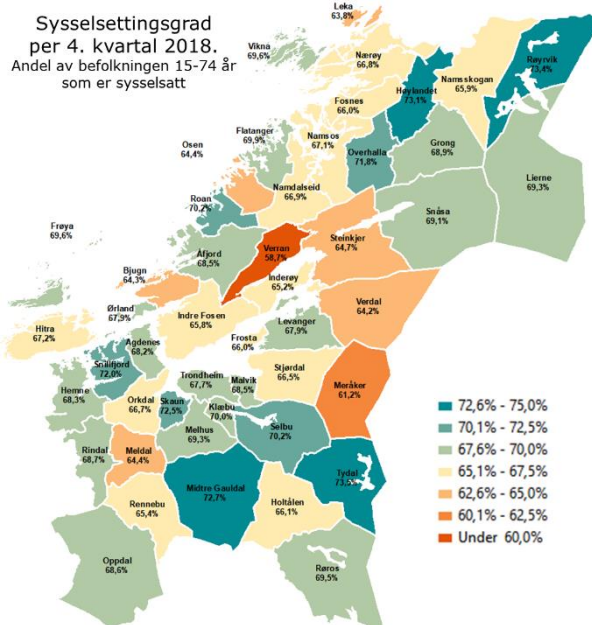 Sysselsettingsgrad
per 4. kvartal 2018.
Andel av befolkningen 15-74 år
som er sysselsatt
Leka
63,8%
Vikna
69,6%
Nærøy
66,8%
Røyrvik
73,4%
Namsskogan
65,9%
Høylandet
73,1%
Fosnes
66,0%
Flatanger
69,9%
Namsos
67,1%
Grong
68,9%
Osen
64,4%
Overhalla
71,8%
Lierne
69,3%
Namdalseid
66,9%
Roan
70,2%
Snåsa
69,1%
Frøya
69,6%
Steinkjer
64,7%
Verran
58,7%
Åfjord
68,5%
Bjugn
64,3%
Inderøy
65,2%
Verdal
64,2%
Ørland
67,9%
Indre Fosen
65,8%
Levanger
67,9%
Hitra
67,2%
Frosta
66,0%
Agdenes
68,2%
Snillfjord
72,0%
Stjørdal
66,5%
Trondheim
67,7%
Malvik
68,5%
Meråker
61,2%
Hemne
68,3%
Orkdal
66,7%
Skaun
72,5%
Klæbu
70,0%
Selbu
70,2%
Melhus
69,3%
Rindal
68,7%
Meldal
64,4%
Tydal
Midtre Gauldal
72,7%
Rennebu
65,4%
Holtålen
66,1%
Oppdal
68,6%
Røros
69,5%
72,6% - 75,0%
70,1% - 72,5%
67,6% - 70,0%
65,1% - 67,5%
62,6% - 65,0%
60,1% - 62,5%
Under 60,0%